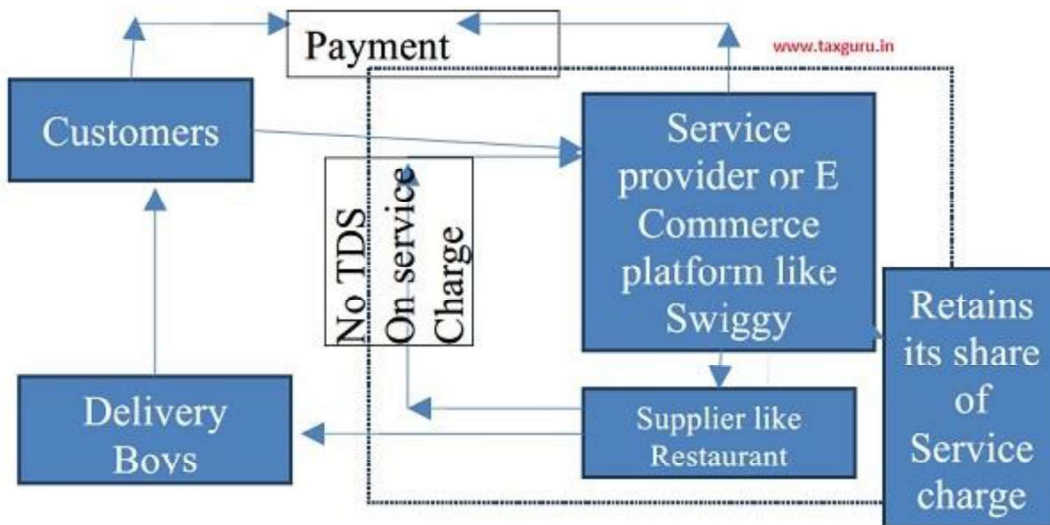 Payment
www.taxguru.in
Customers
Service
provider or E
Commerce
platform like
Swiggy
No TDS
On service
Charge
Retains
its share
of
Service
charge
Delivery
Boys
Supplier like
Restaurant